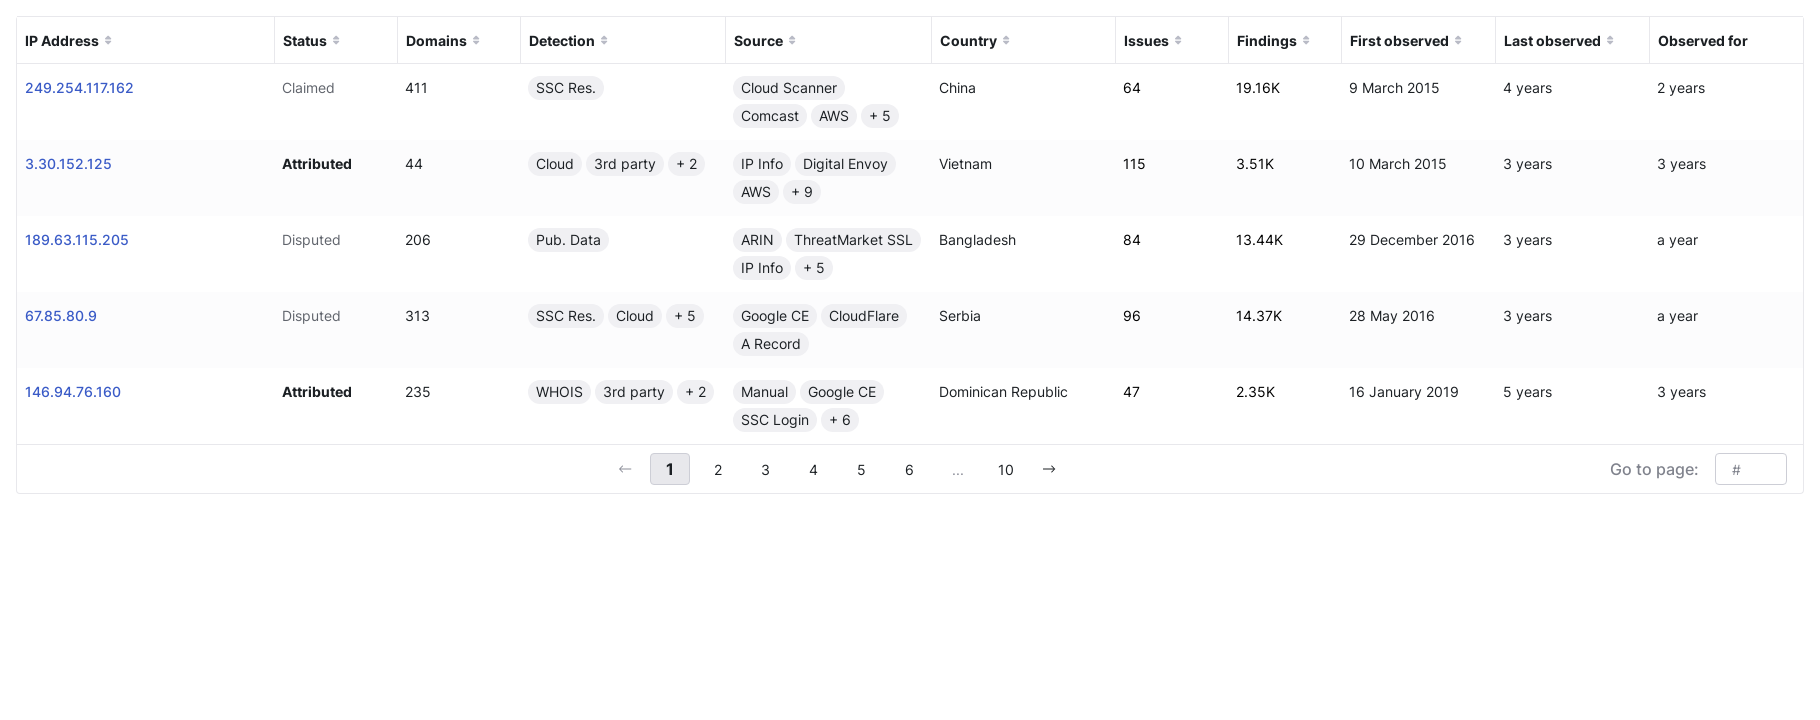 IP Address Status Domains Detection Source Country Issues Findings First observed Last observed Observed for
249.254.117.162 Claimed 411 SSC Res. Cloud Scanner China 64 19.16K 9 March 2015 4 years 2 years
Comcast AWS + 5
3.30.152.125 Attributed 44 Cloud 3rd party + 2 IP Info Digital Envoy Vietnam 115 3.51K 10 March 2015 3 years 3 years
AWS + 9
189.63.115.205 Disputed 206 Pub. Data ARIN ThreatMarket SSL Bangladesh 84 13.44K 29 December 2016 3 years a year
IP Info + 5
67.85.80.9 Disputed 313 SSC Res. Cloud + 5 Google CE CloudFlare Serbia 96 14.37K 28 May 2016 3 years a year
A Record
146.94.76.160 Attributed 235 WHOIS 3rd party + 2 Manual Google CE Dominican Republic 47 2.35K 16 January 2019 5 years 3 years
SSC Login + 6
← 1 2 3 4 5 6 ... 10 → Go to page: #